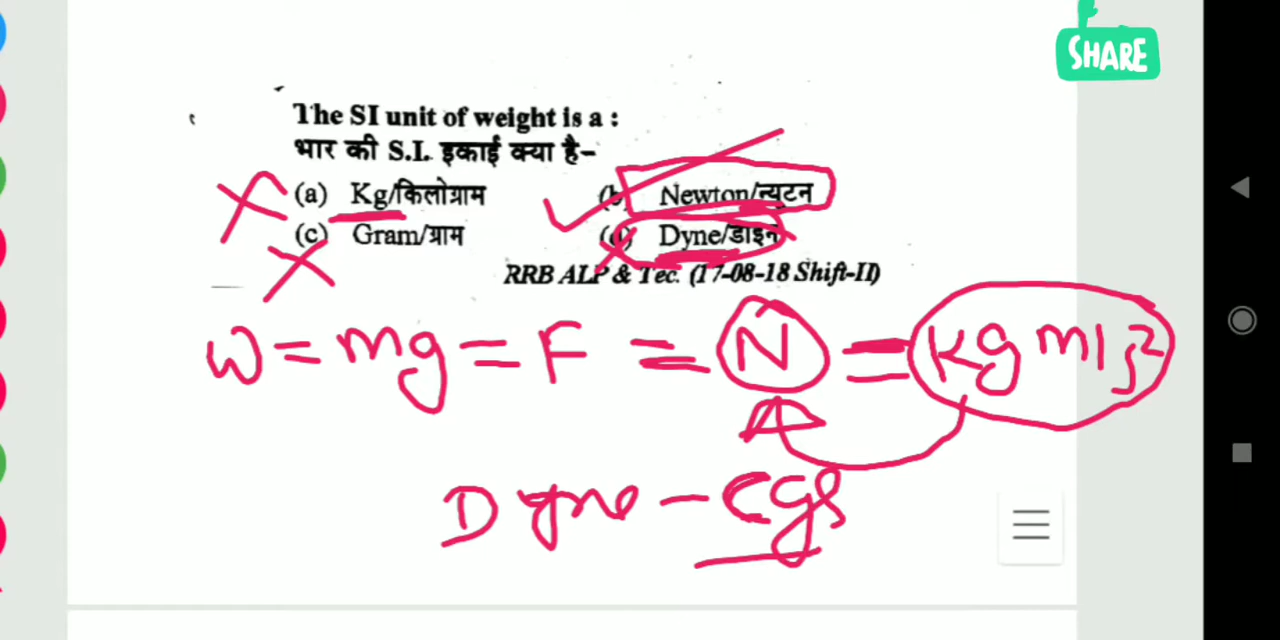 SHARE
The SI unit of weight is a :
भार की S.I. इकाई क्या है–
(a) Kg/किलोग्राम (b) Newton/न्यूटन
(c) Gram/ग्राम (d) Dyne/डाइन
RRB ALP & Tec. (17-08-18 Shift-II)
W = mg = F = N = kg m/s²
Dyne – CGS